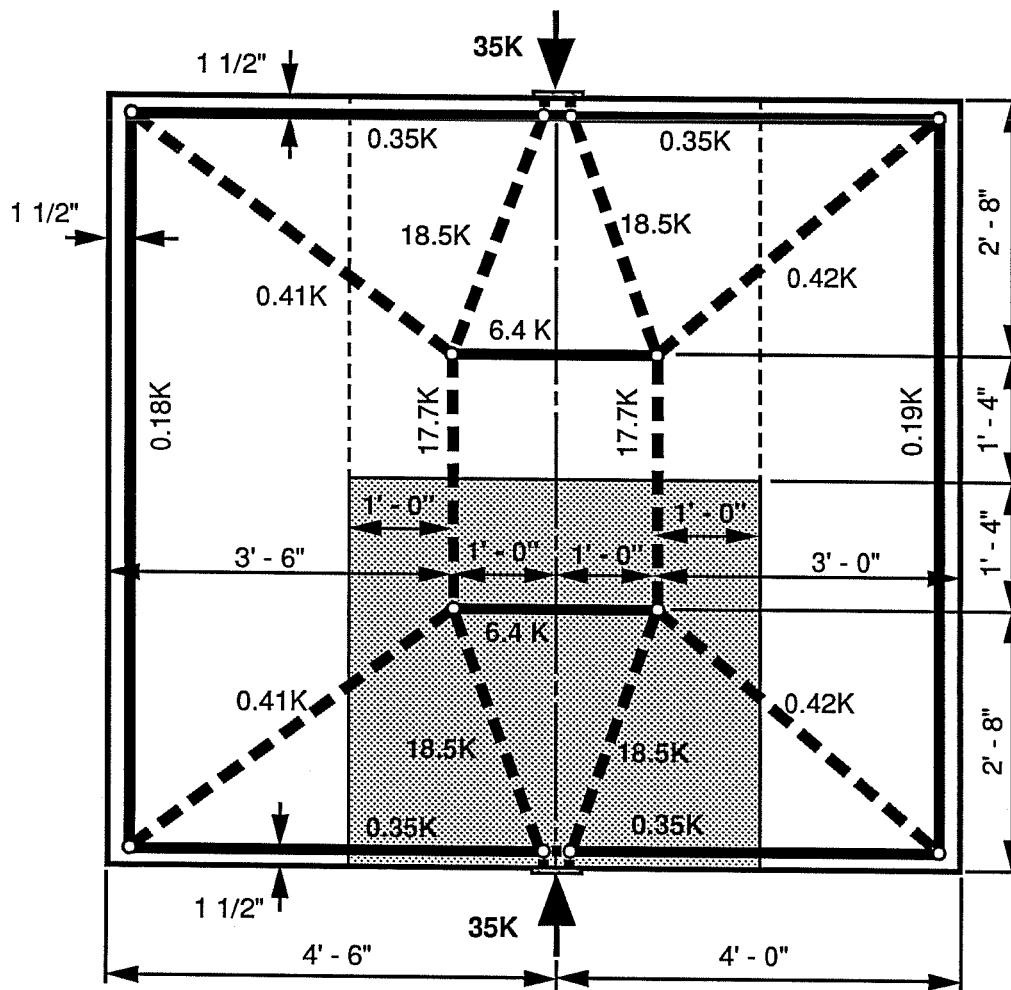 35K
1 1/2"
0.35K
0.35K
1 1/2"
2' - 8"
18.5K
18.5K
0.41K
0.42K
6.4 K
0.18K
17.7K
17.7K
0.19K
1' - 4"
1' - 0"
1' - 0"
1' - 4"
3' - 6"
1' - 0"
1' - 0"
3' - 0"
6.4 K
0.41K
0.42K
18.5K
18.5K
2' - 8"
0.35K
0.35K
1 1/2"
35K
4' - 6"
4' - 0"